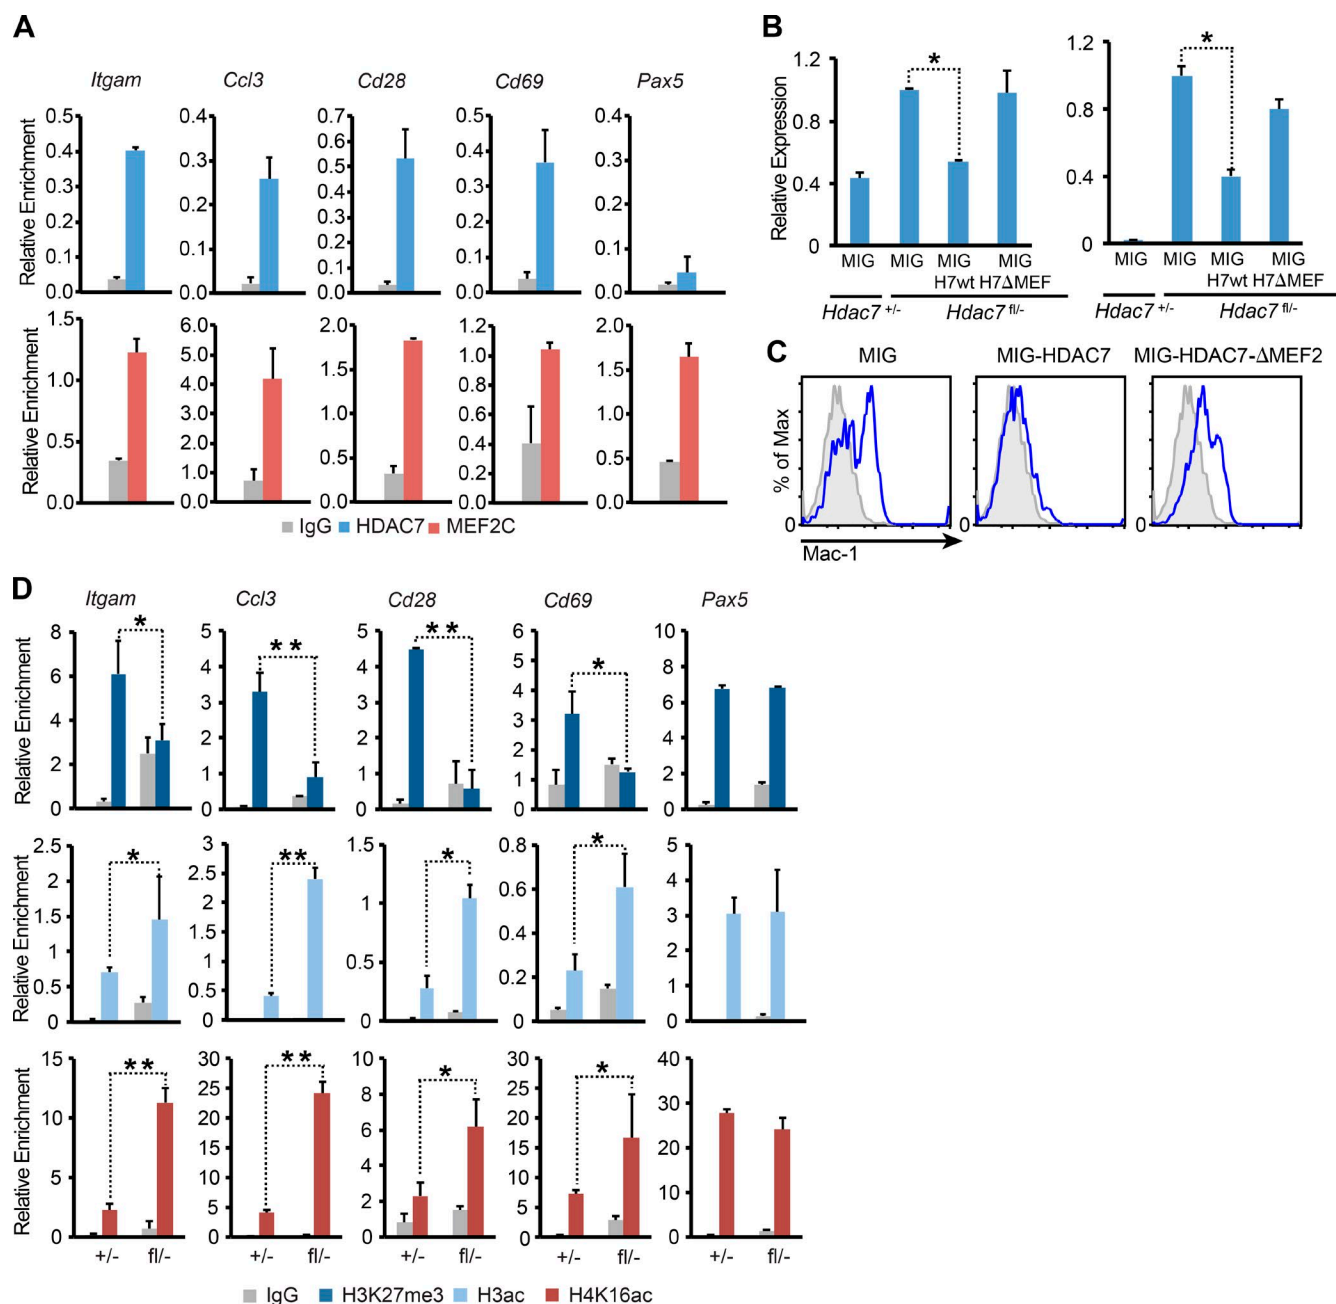 A
Itgam Ccl3 Cd28 Cd69 Pax5
Relative Enrichment
0.5 0.4 0.3 0.2 0.1 0.0
0.4 0.3 0.2 0.1 0.0
0.7 0.6 0.5 0.4 0.3 0.2 0.1 0.0
0.5 0.4 0.3 0.2 0.1 0.0
0.4 0.3 0.2 0.1 0.0
Relative Enrichment
1.5 1.0 0.5 0.0
6.0 5.0 4.0 3.0 2.0 1.0 0.0
2.0 1.5 1.0 0.5 0.0
1.2 1.0 0.8 0.6 0.4 0.2 0.0
2.0 1.5 1.0 0.5 0.0
IgG HDAC7 MEF2C
B
Relative Expression
1.2 0.8 0.4 0
*
MIG MIG MIG MIG
H7wt H7ΔMEF
Hdac7 +/- Hdac7 fl/-
1.2 0.8 0.4 0
*
MIG MIG MIG MIG
H7wt H7ΔMEF
Hdac7 +/- Hdac7 fl/-
C
MIG MIG-HDAC7 MIG-HDAC7-ΔMEF2
% of Max
0 0 0
Mac-1
D
Itgam Ccl3 Cd28 Cd69 Pax5
Relative Enrichment
8 6 4 2 0
*
5 4 3 2 1 0
* *
5 4 3 2 1 0
* *
6 5 4 3 2 1 0
*
10 8 6 4 2 0
Relative Enrichment
2.5 2 1.5 1 0.5 0
*
3 2.5 2 1.5 1 0.5 0
**
1.5 1 0.5 0
*
0.8 0.6 0.4 0.2 0
*
5 4 3 2 1 0
Relative Enrichment
15 10 5 0
**
30 25 20 15 10 5 0
**
10 8 6 4 2 0
*
30 25 20 15 10 5 0
*
40 30 20 10 0
+/- fl/- +/- fl/- +/- fl/- +/- fl/- +/- fl/-
IgG H3K27me3 H3ac H4K16ac